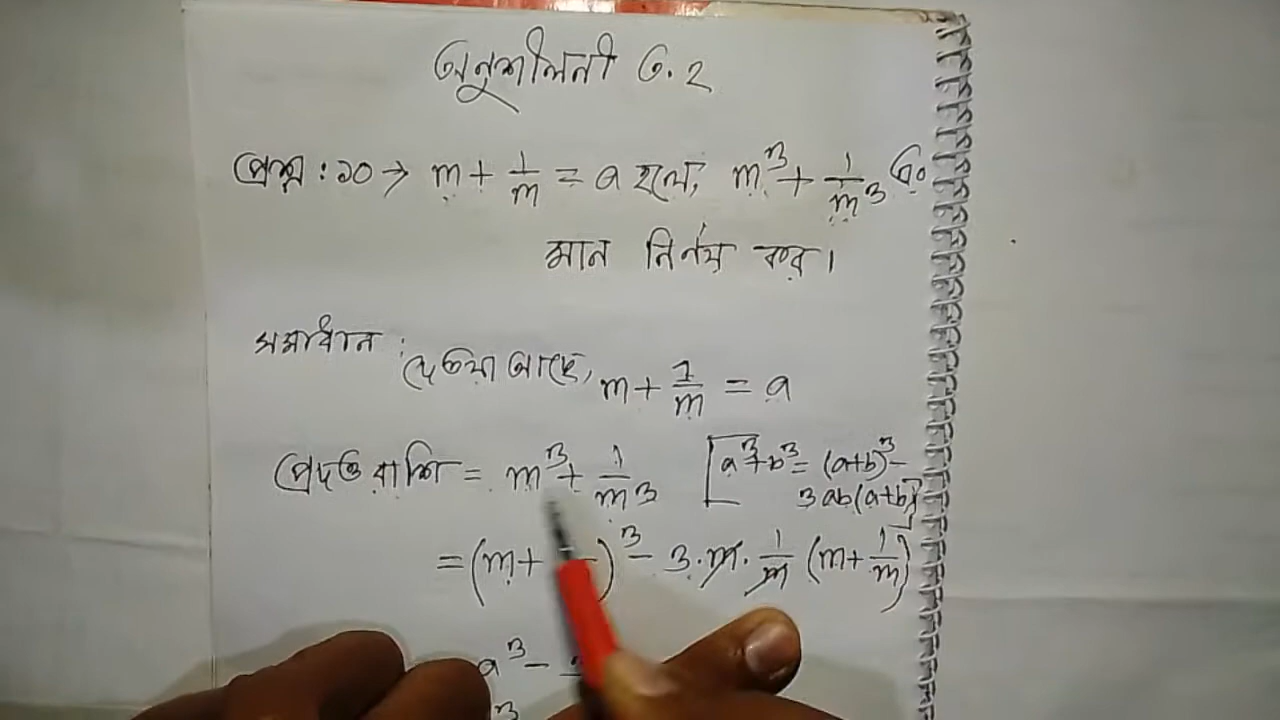 অনুশীলনী ৩.২
প্রশ্ন : ১০ → m + 1/m = a হলে, m³ + 1/m³ এর
মান নির্ণয় কর।
সমাধান :
দেওয়া আছে, m + 1/m = a
প্রদত্ত রাশি = m³ + 1/m³ [a³+b³ = (a+b)³ -
3ab(a+b)]
= (m + )³ - 3·m·1/m (m + 1/m)
a³ -